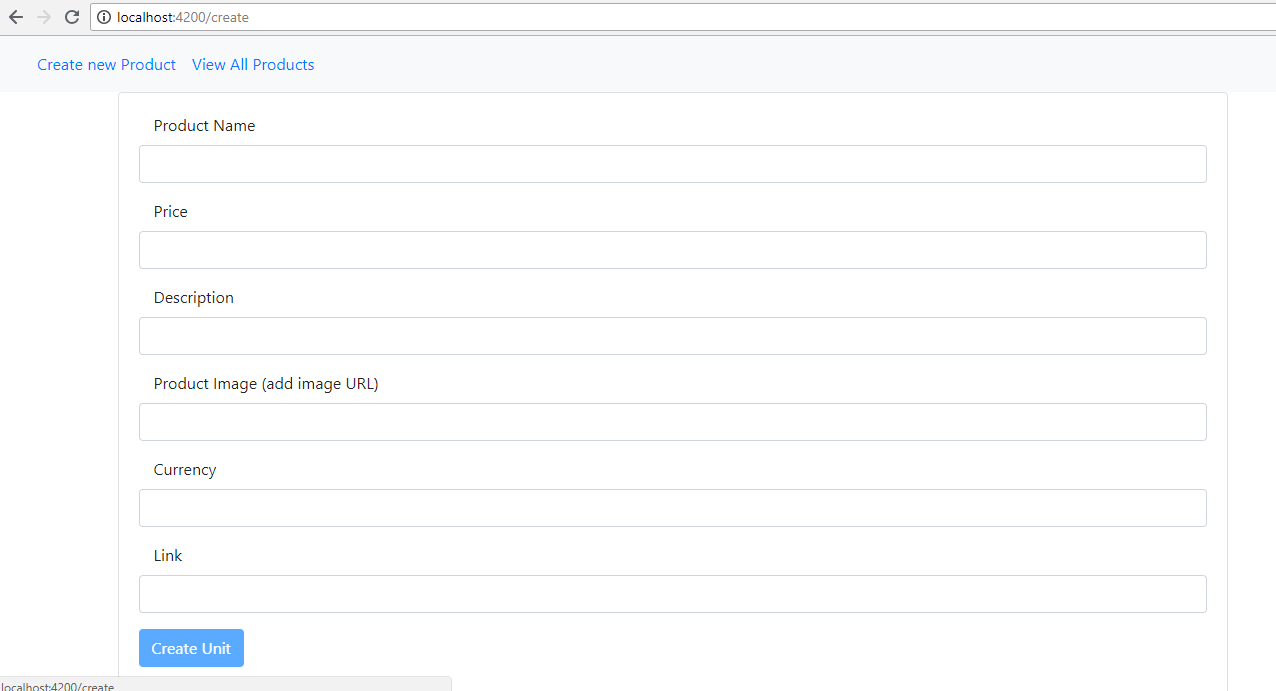 localhost:4200/create
Create new Product View All Products
Product Name
Price
Description
Product Image (add image URL)
Currency
Link
Create Unit
localhost:4200/create